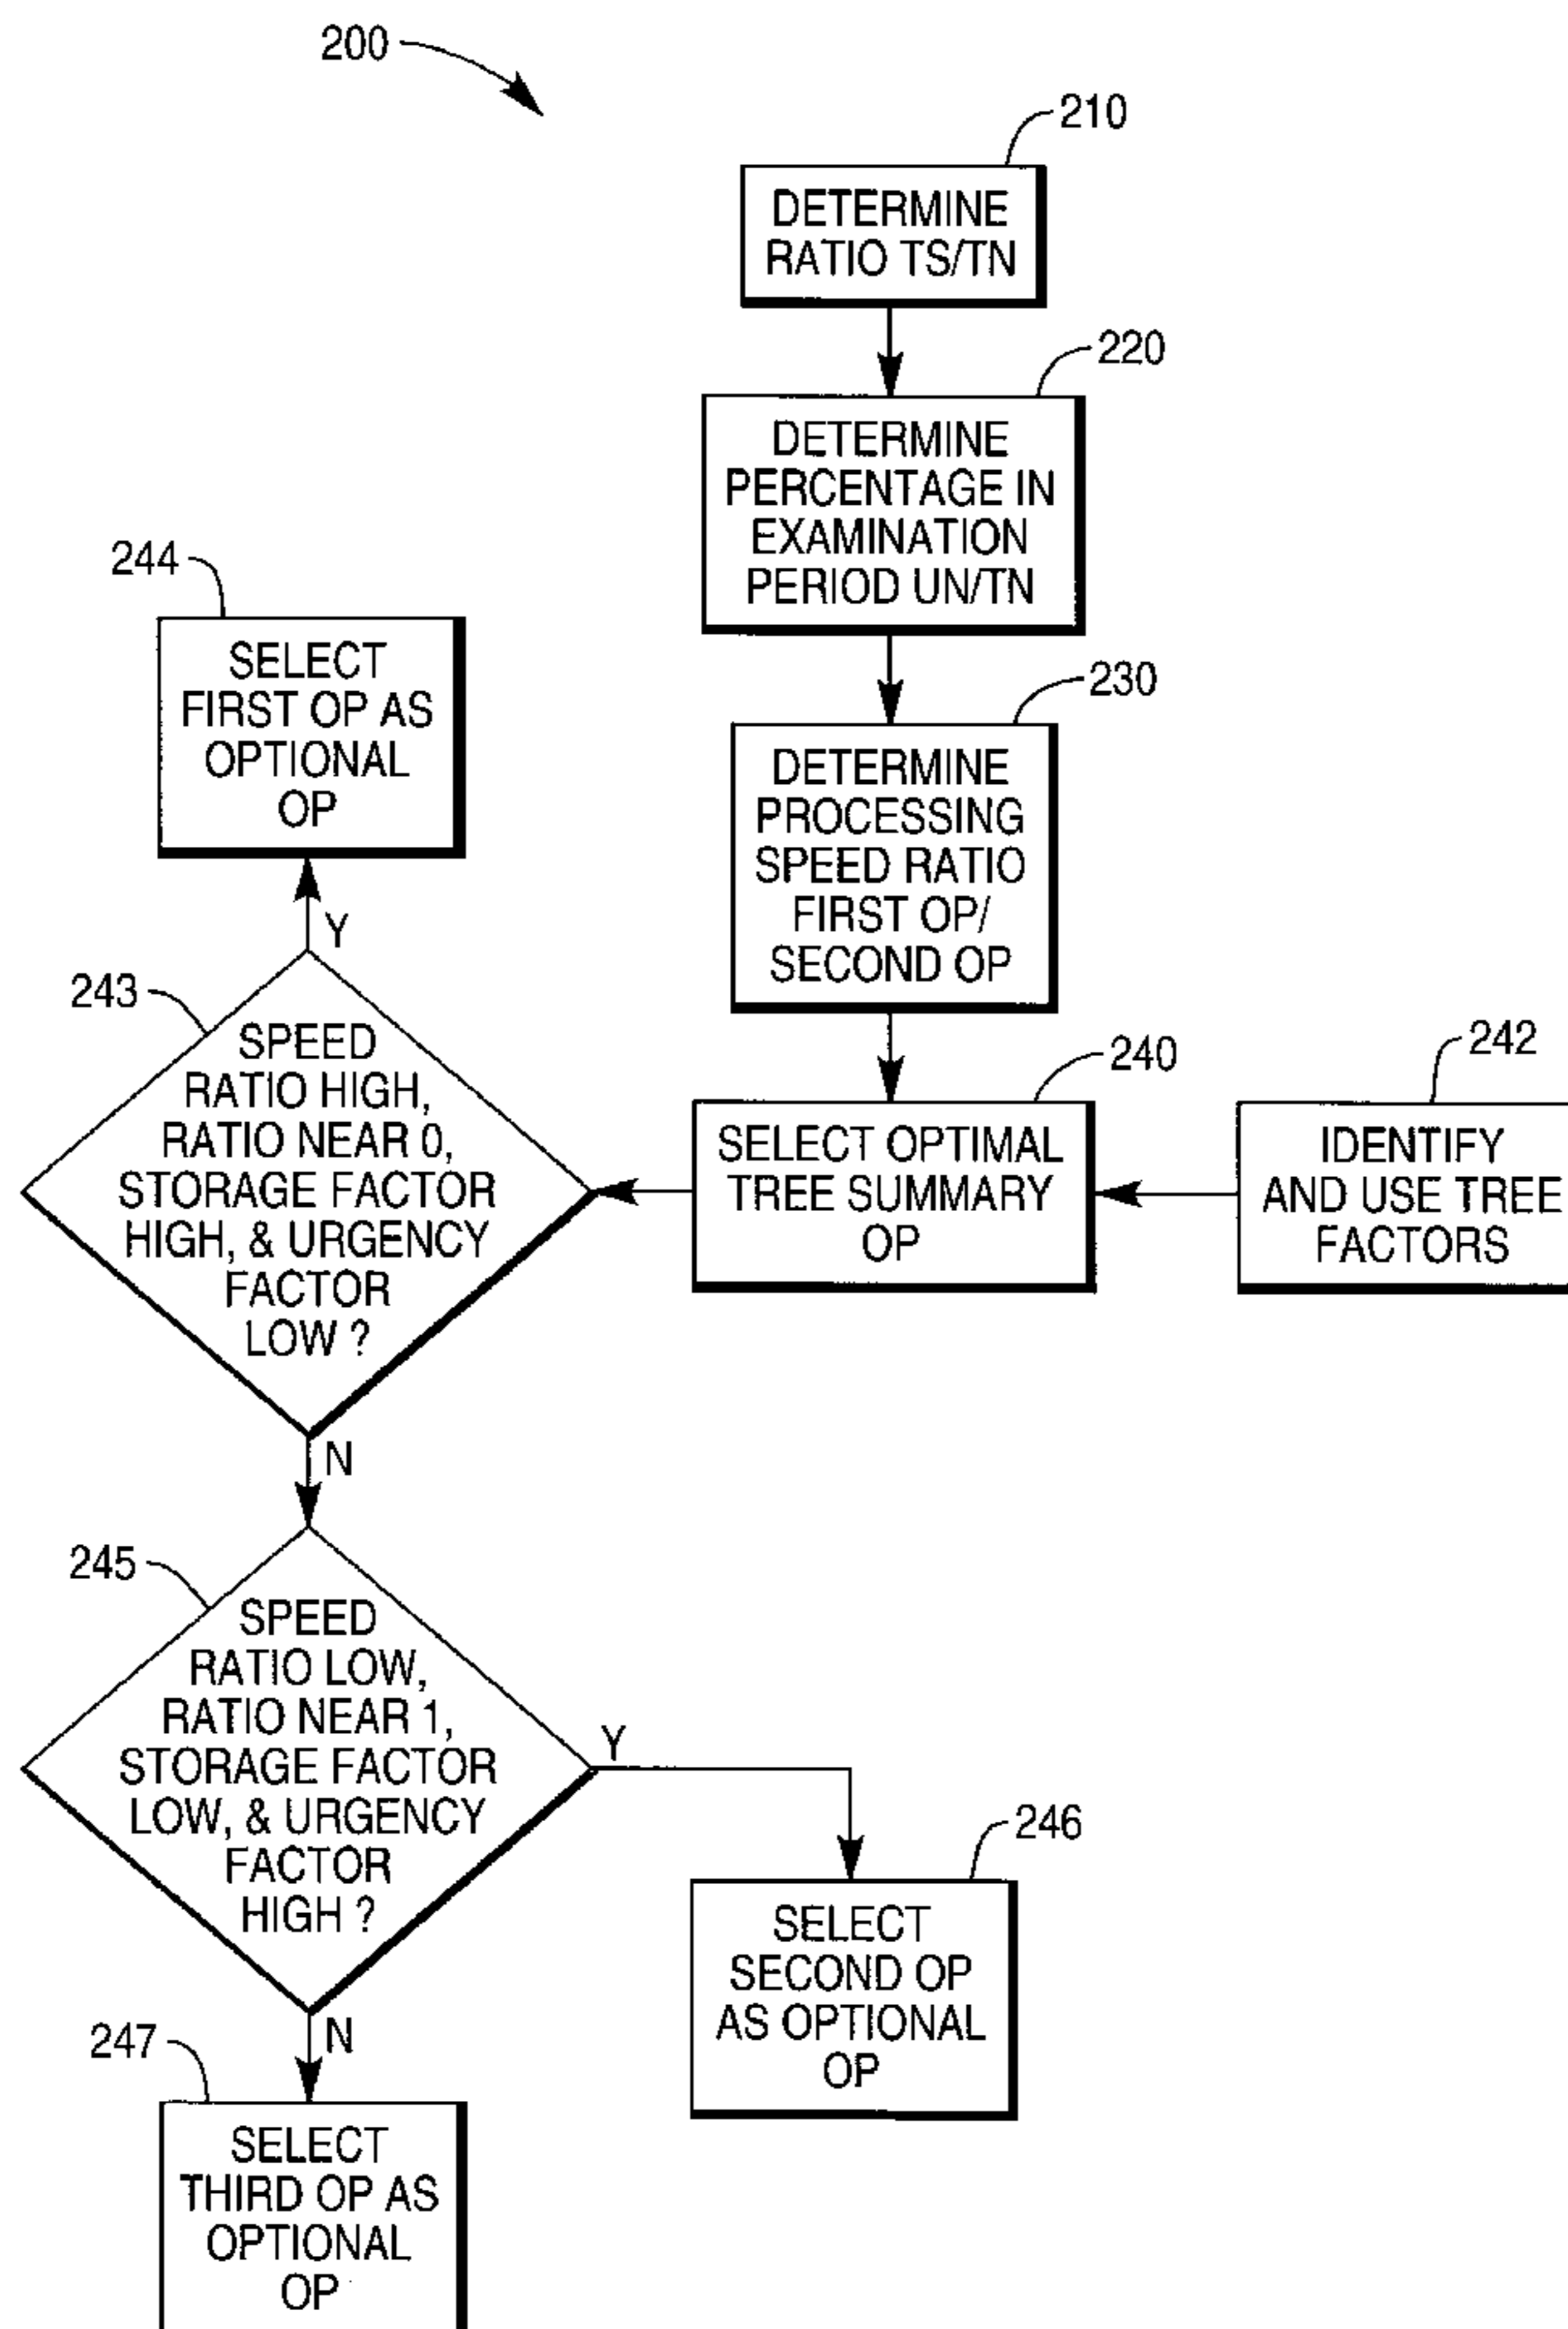 200
210
DETERMINE
RATIO TS/TN
220
DETERMINE
PERCENTAGE IN
EXAMINATION
PERIOD UN/TN
230
DETERMINE
PROCESSING
SPEED RATIO
FIRST OP/
SECOND OP
240
SELECT OPTIMAL
TREE SUMMARY
OP
242
IDENTIFY
AND USE TREE
FACTORS
243
SPEED
RATIO HIGH,
RATIO NEAR 0,
STORAGE FACTOR
HIGH, & URGENCY
FACTOR
LOW ?
Y
244
SELECT
FIRST OP AS
OPTIONAL
OP
N
245
SPEED
RATIO LOW,
RATIO NEAR 1,
STORAGE FACTOR
LOW, & URGENCY
FACTOR
HIGH ?
Y
246
SELECT
SECOND OP
AS OPTIONAL
OP
N
247
SELECT
THIRD OP AS
OPTIONAL
OP